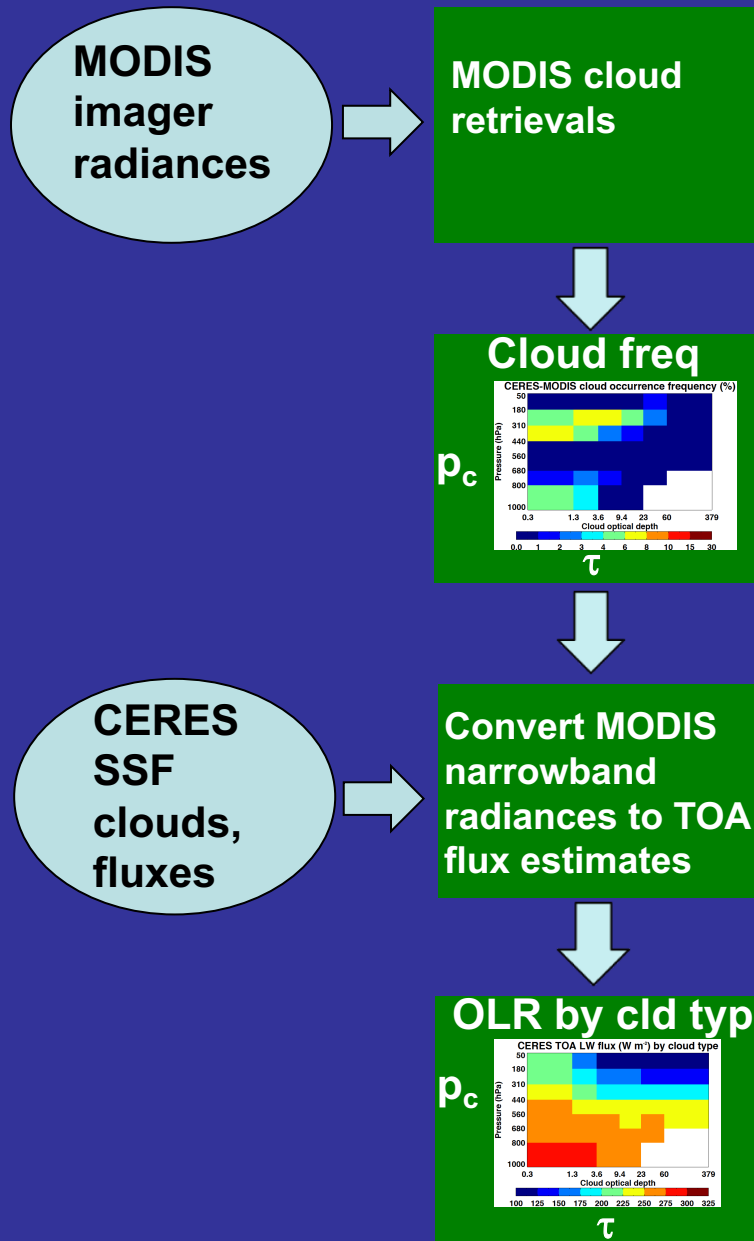 MODIS
imager
radiances
MODIS cloud
retrievals
Cloud freq
CERES-MODIS cloud occurrence frequency (%)
50
180
310
440
560
680
800
1000
Pressure (hPa)
p_c
0.3 1.3 3.6 9.4 23 60 379
Cloud optical depth
0.0 1 2 3 4 6 8 10 15 30
τ
CERES
SSF
clouds,
fluxes
Convert MODIS
narrowband
radiances to TOA
flux estimates
OLR by cld typ
CERES TOA LW flux (W m⁻²) by cloud type
50
180
310
440
560
680
800
1000
Pressure (hPa)
p_c
0.3 1.3 3.6 9.4 23 60 379
Cloud optical depth
100 125 150 175 200 225 250 275 300 325
τ